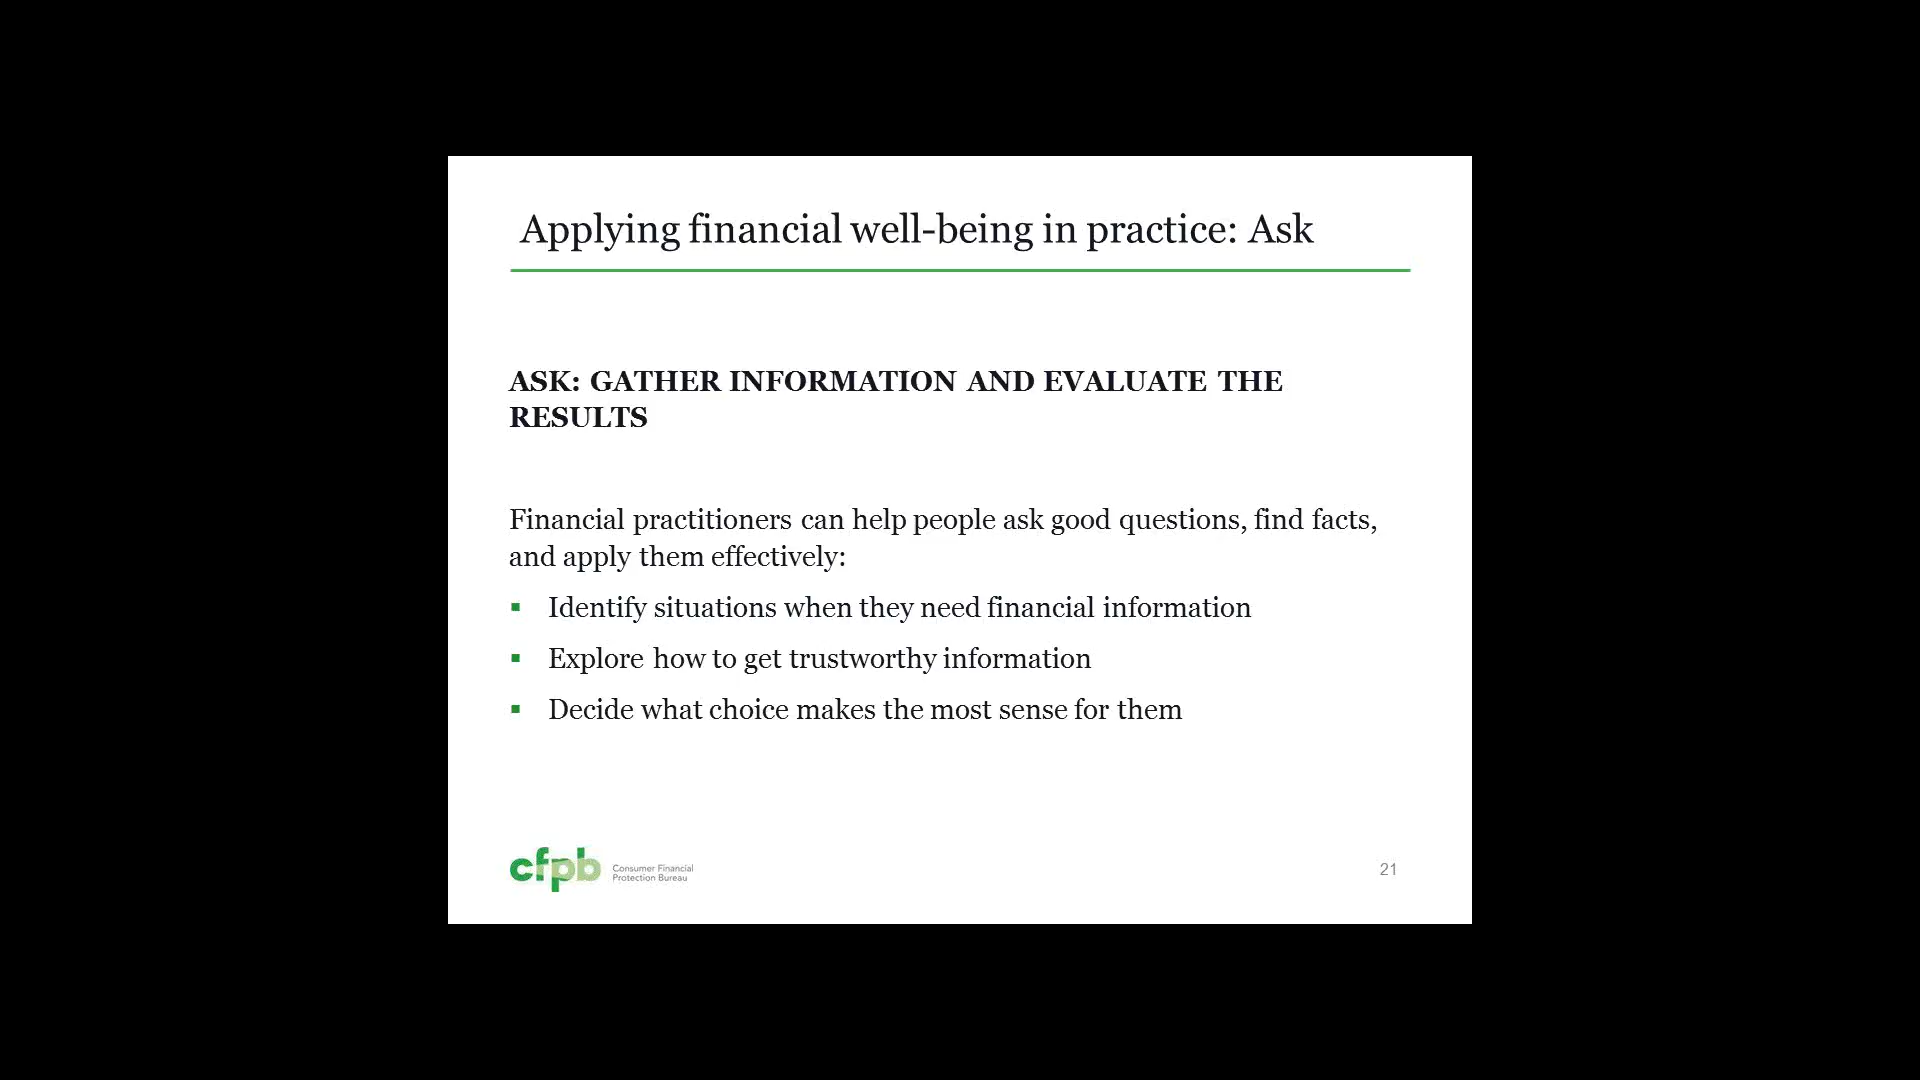 Applying financial well-being in practice: Ask
ASK: GATHER INFORMATION AND EVALUATE THE
RESULTS
Financial practitioners can help people ask good questions, find facts,
and apply them effectively:
▪ Identify situations when they need financial information
▪ Explore how to get trustworthy information
▪ Decide what choice makes the most sense for them
cfpb
Consumer Financial
Protection Bureau
21